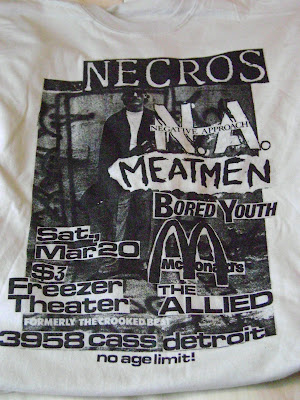 NECROS
N.A.
NEGATIVE APPROACH
MEATMEN
BORED YOUTH
McDonald's
THE ALLIED
Sat., Mar. 20
$3
Freezer Theater
FORMERLY THE CROOKED BEAT
3958 cass detroit
no age limit!